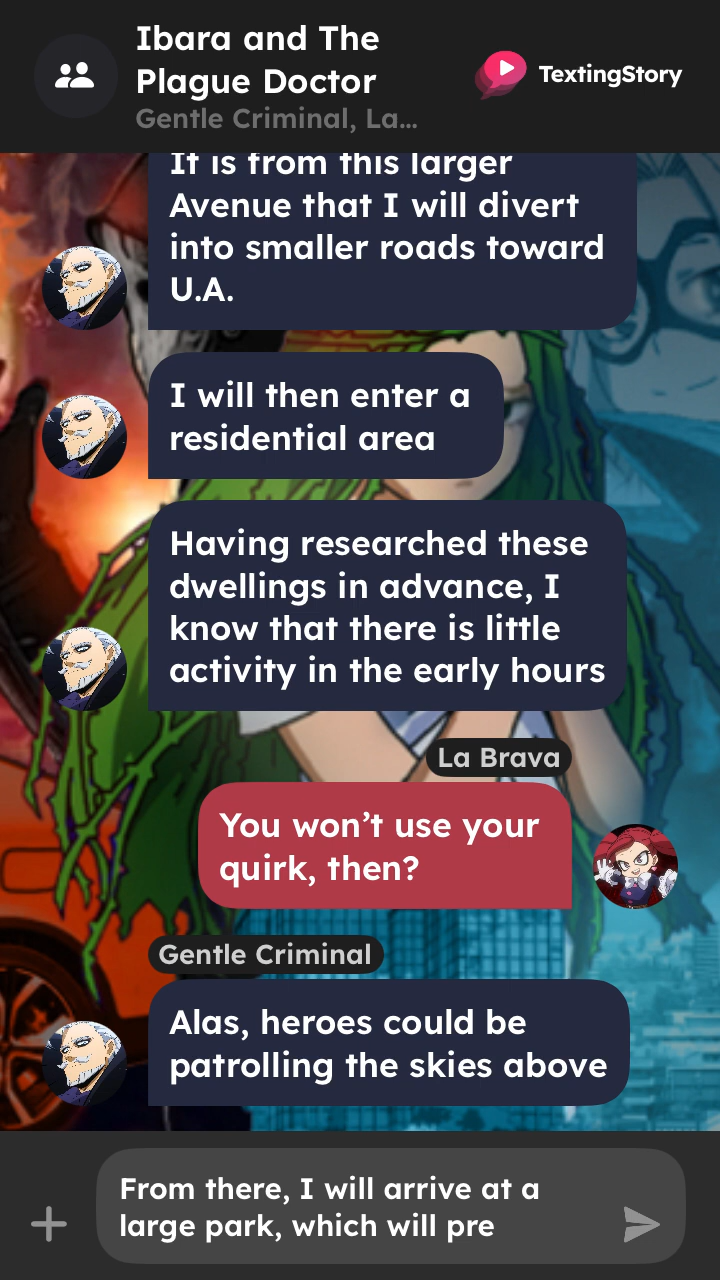 Ibara and The
Plague Doctor
Gentle Criminal, La...
TextingStory
It is from this larger
Avenue that I will divert
into smaller roads toward
U.A.
I will then enter a
residential area
Having researched these
dwellings in advance, I
know that there is little
activity in the early hours
La Brava
You won’t use your
quirk, then?
Gentle Criminal
Alas, heroes could be
patrolling the skies above
From there, I will arrive at a
large park, which will pre